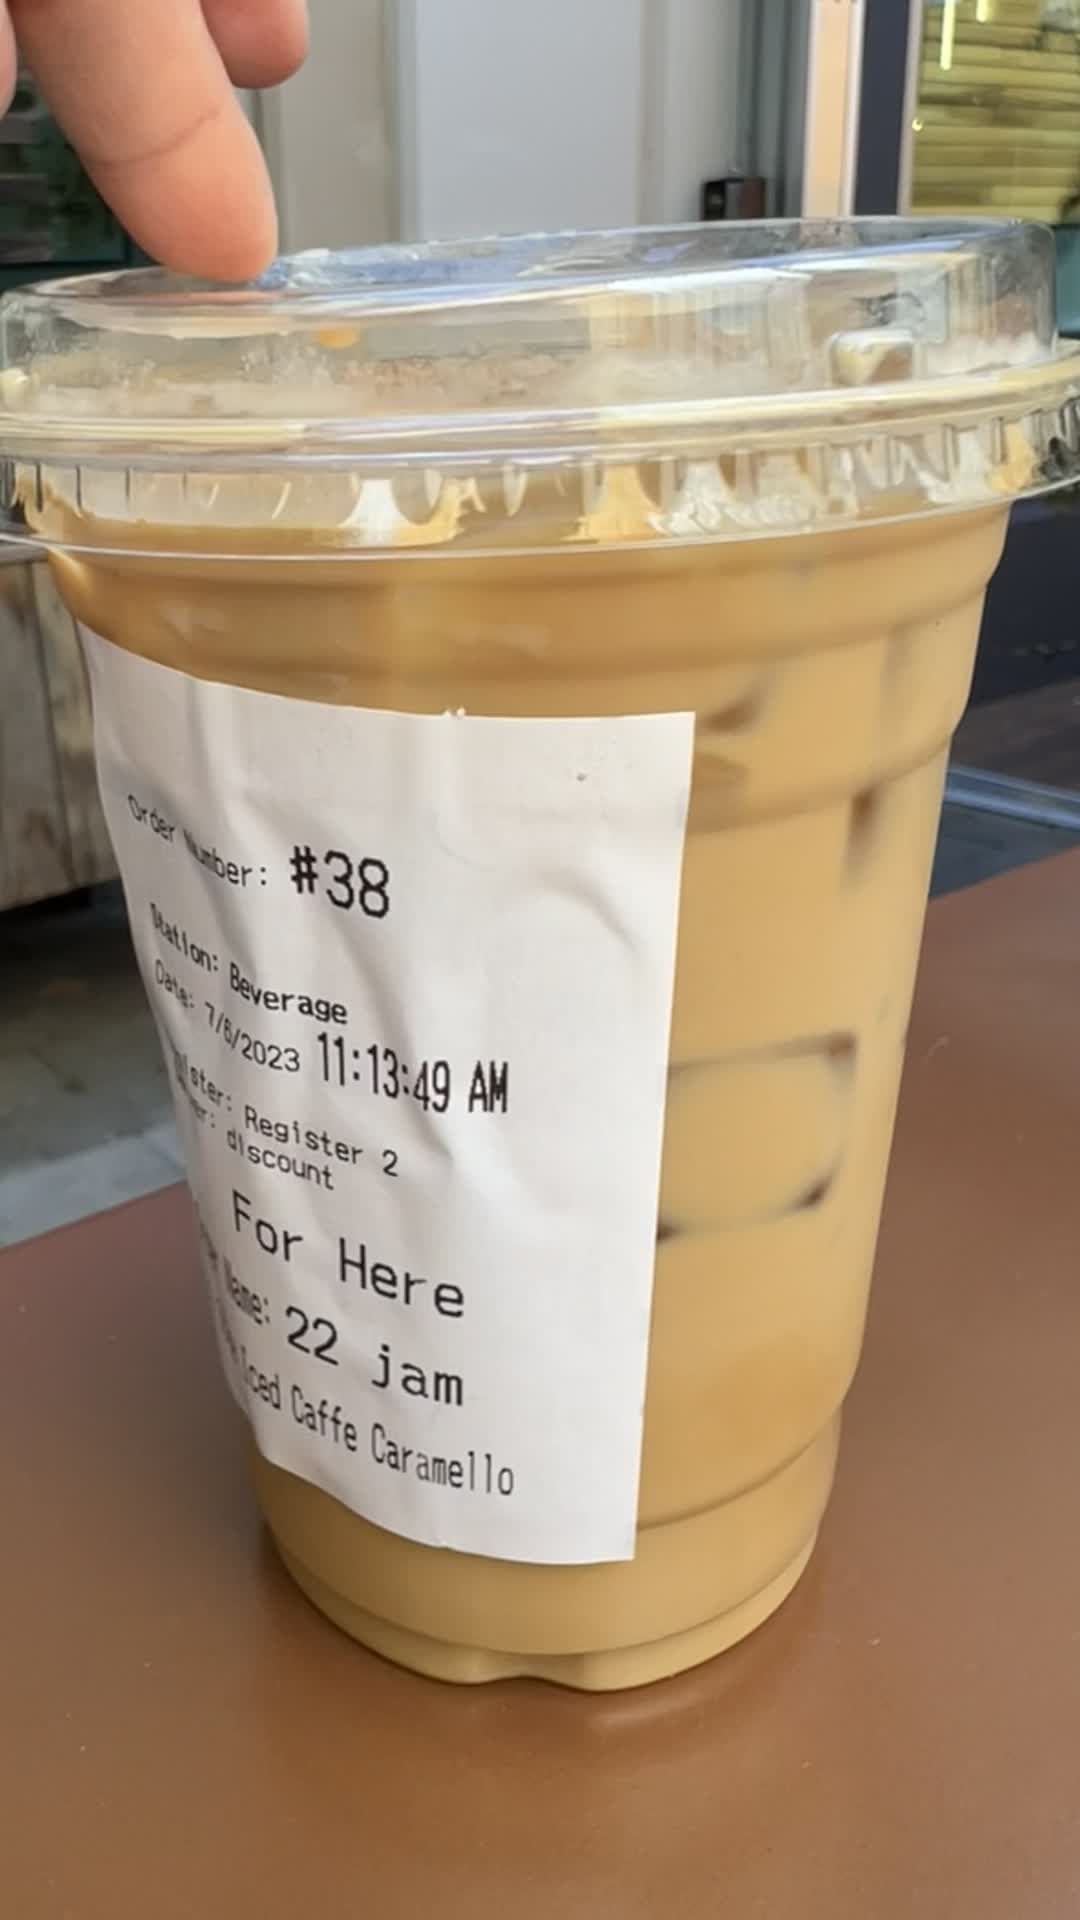 Order Number: #38
Station: Beverage
Date: 7/6/2023 11:13:49 AM
Register 2
discount
For Here
Name: 22 jam
Iced Caffe Caramello